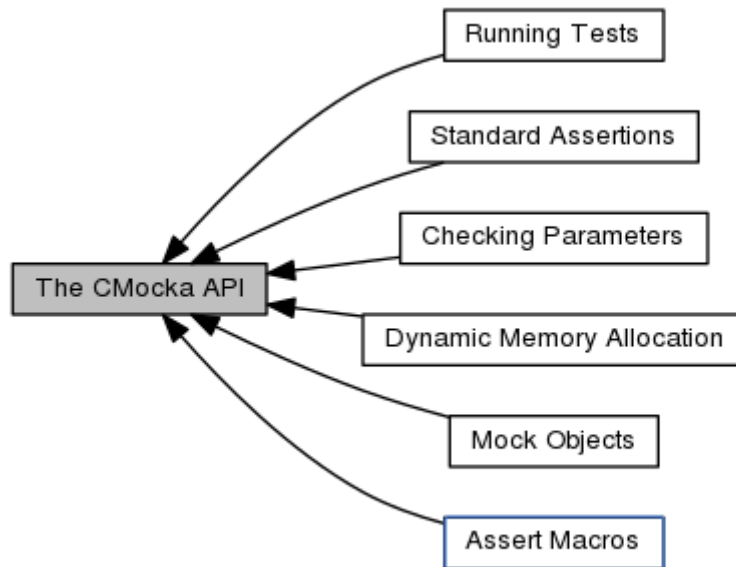 Running Tests
Standard Assertions
Checking Parameters
The CMocka API
Dynamic Memory Allocation
Mock Objects
Assert Macros